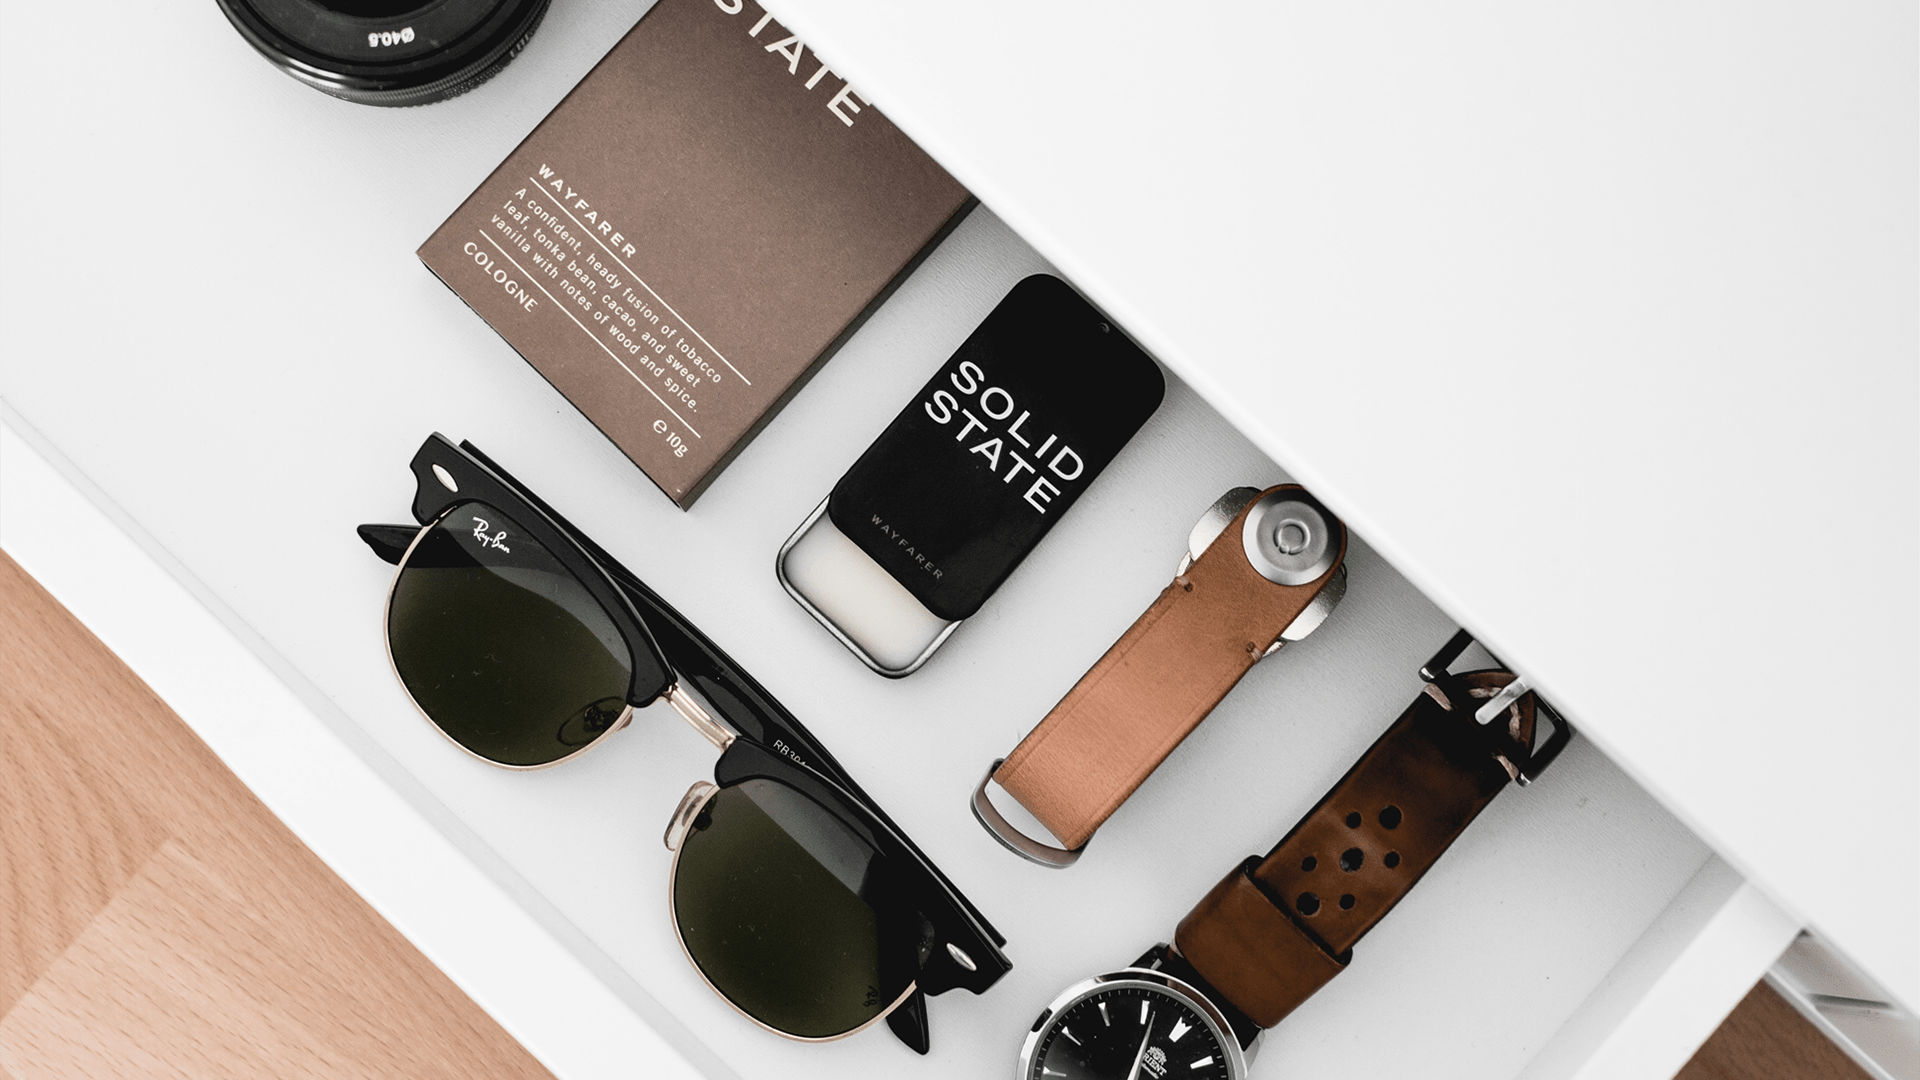 Ø40.5
STATE
WAYFARER
A confident, heady fusion of tobacco
leaf, tonka bean, cacao, and sweet
vanilla with notes of wood and spice.
COLOGNE
℮ 10g
SOLID
STATE
WAYFARER
Ray-Ban